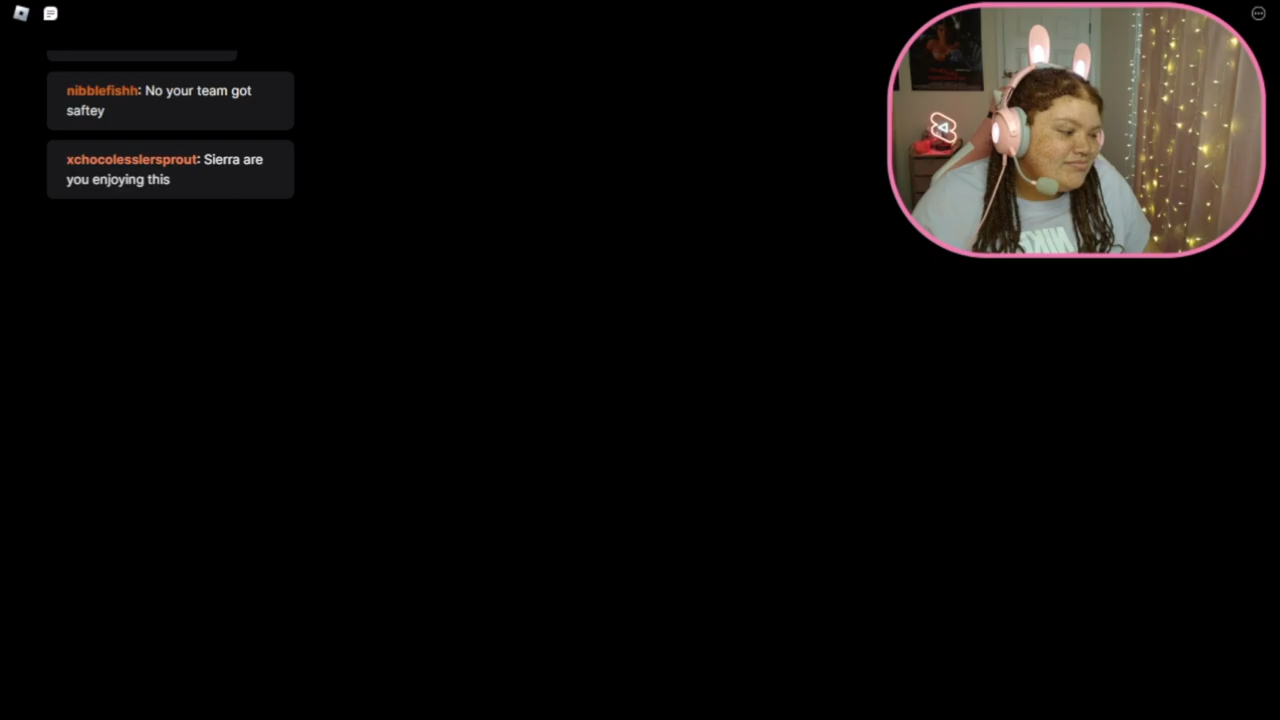 nibblefishh: No your team got
saftey
xchocolesslersprout: Sierra are
you enjoying this